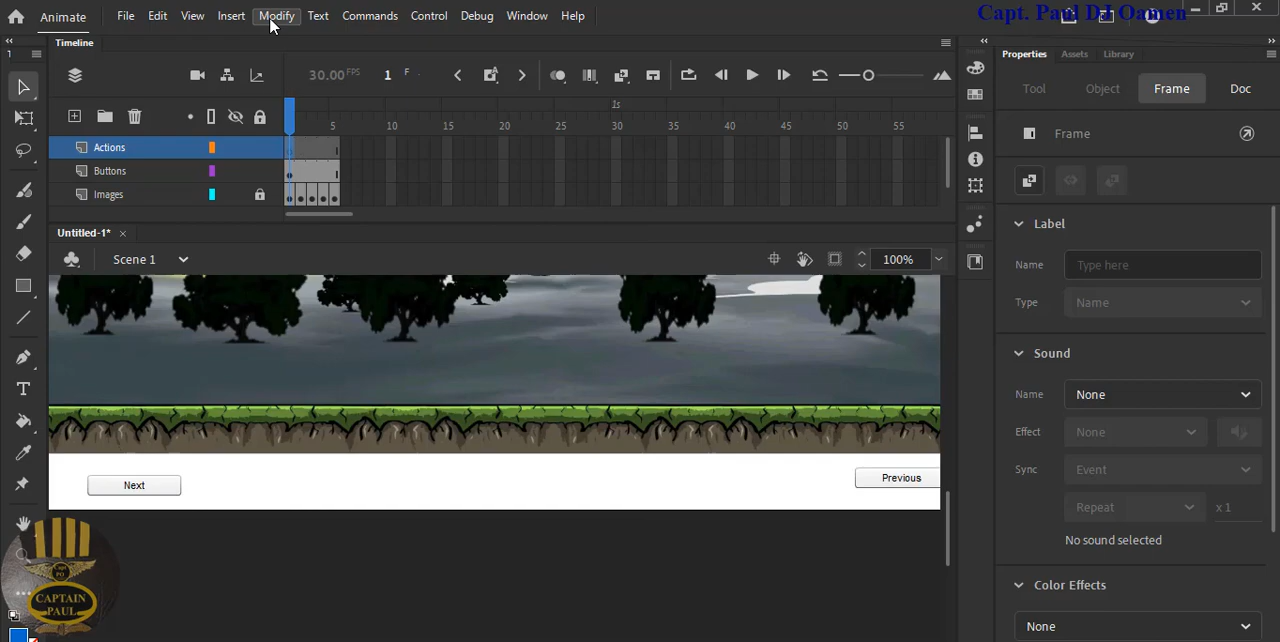 Animate File Edit View Insert Modify Text Commands Control Debug Window Help
Capt. Paul DJ Oamen
1
Timeline
Properties Assets Library
30.00 FPS 1 F
Tool Object Frame Doc
1s
5 10 15 20 25 30 35 40 45 50 55
Frame
Actions
Buttons
Images
Label
Untitled-1* ×
Scene 1
100%
Name Type here
Type Name
Sound
Name None
Effect None
Sync Event
Repeat x 1
No sound selected
Next
Previous
Color Effects
None
Capt
PO
CAPTAIN
PAUL